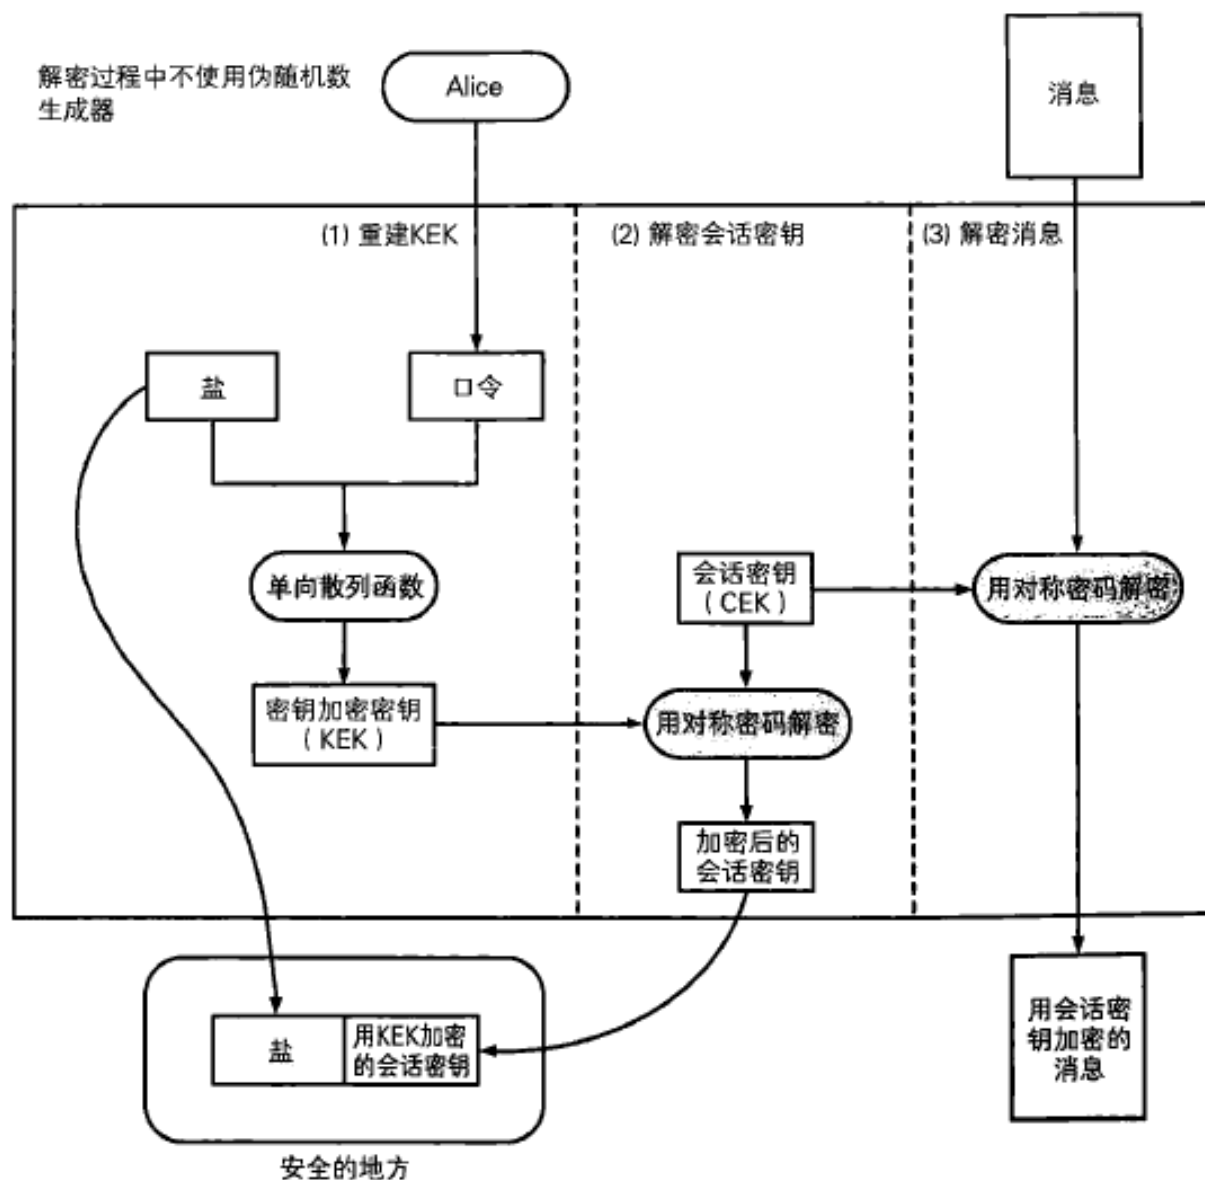 解密过程中不使用伪随机数
生成器
Alice
消息
(1) 重建KEK
(2) 解密会话密钥
(3) 解密消息
盐
口令
单向散列函数
会话密钥
（CEK）
用对称密码解密
密钥加密密钥
（KEK）
用对称密码解密
加密后的
会话密钥
盐
用KEK加密
的会话密钥
用会话密
钥加密的
消息
安全的地方